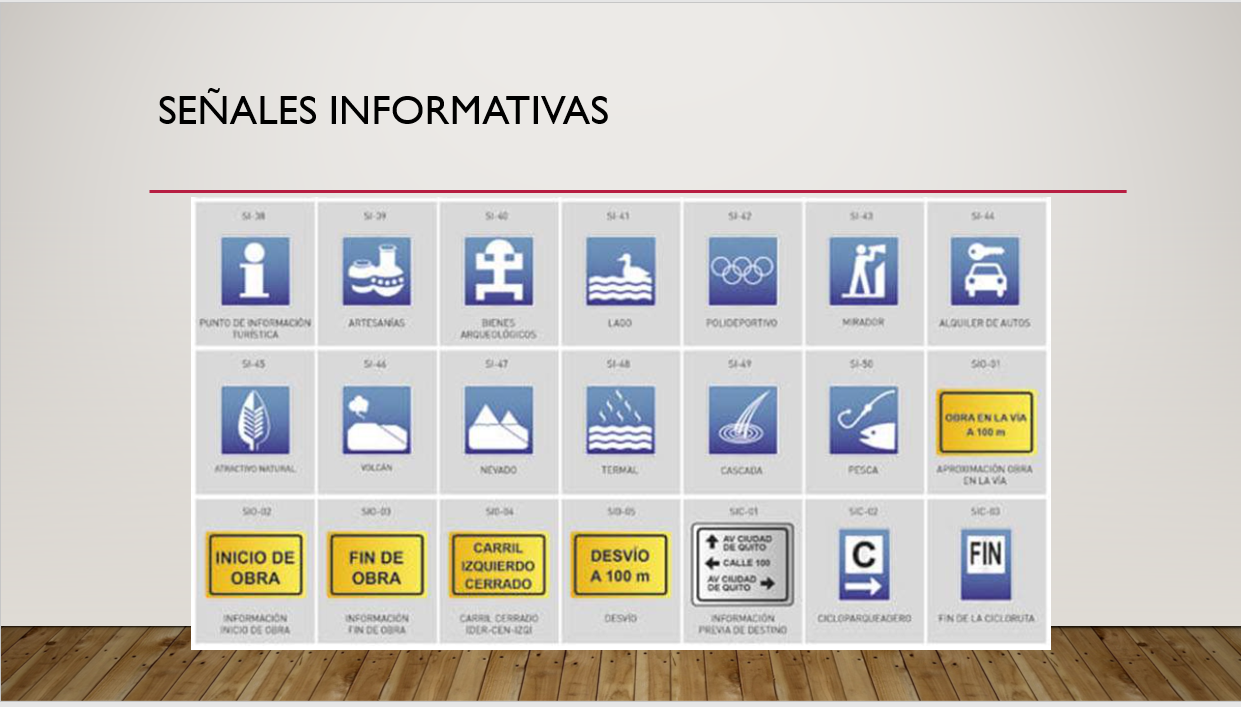 SEÑALES INFORMATIVAS
SI-38 SI-39 SI-40 SI-41 SI-42 SI-43 SI-44
PUNTO DE INFORMACIÓN TURÍSTICA
ARTESANÍAS
BIENES ARQUEOLÓGICOS
LAGO
POLIDEPORTIVO
MIRADOR
ALQUILER DE AUTOS
SI-45 SI-46 SI-47 SI-48 SI-49 SI-50 SIO-01
OBRA EN LA VÍA
A 100 m
ATRACTIVO NATURAL
VOLCÁN
NEVADO
TERMAL
CASCADA
PESCA
APROXIMACIÓN OBRA
EN LA VÍA
SIO-02 SIO-03 SIO-04 SIO-05 SIC-01 SIC-02 SIC-03
INICIO DE
OBRA
FIN DE
OBRA
CARRIL
IZQUIERDO
CERRADO
DESVÍO
A 100 m
AV CIUDAD
DE QUITO
CALLE 100
AV CIUDAD
DE QUITO
C
FIN
INFORMACIÓN
INICIO DE OBRA
INFORMACIÓN
FIN DE OBRA
CARRIL CERRADO
IDER-CEN-IZQI
DESVÍO
INFORMACIÓN
PREVIA DE DESTINO
CICLOPARQUEADERO
FIN DE LA CICLORUTA